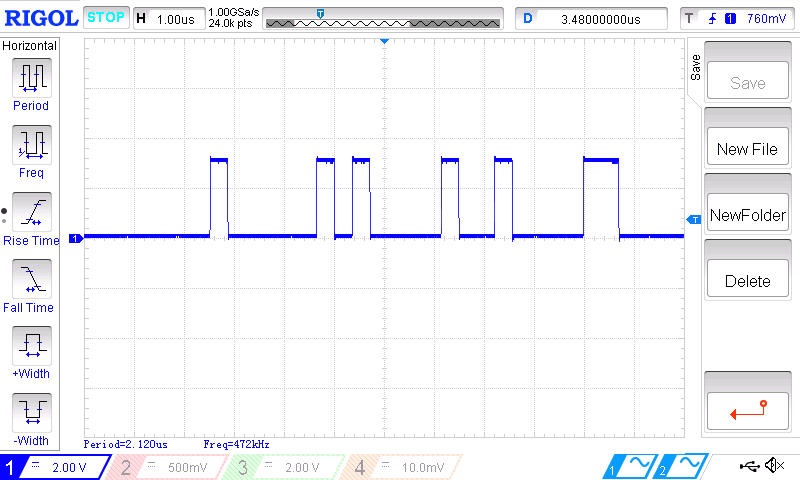 RIGOL STOP H 1.00us 1.00GSa/s 24.0k pts T D 3.48000000us T 1 760mV
Horizontal
Period
Freq
Rise Time
Fall Time
+Width
-Width
1
T
Period=2.120us Freq=472kHz
Save
Save
New File
NewFolder
Delete
1 2.00 V 2 500mV 3 2.00 V 4 10.0mV 1 2